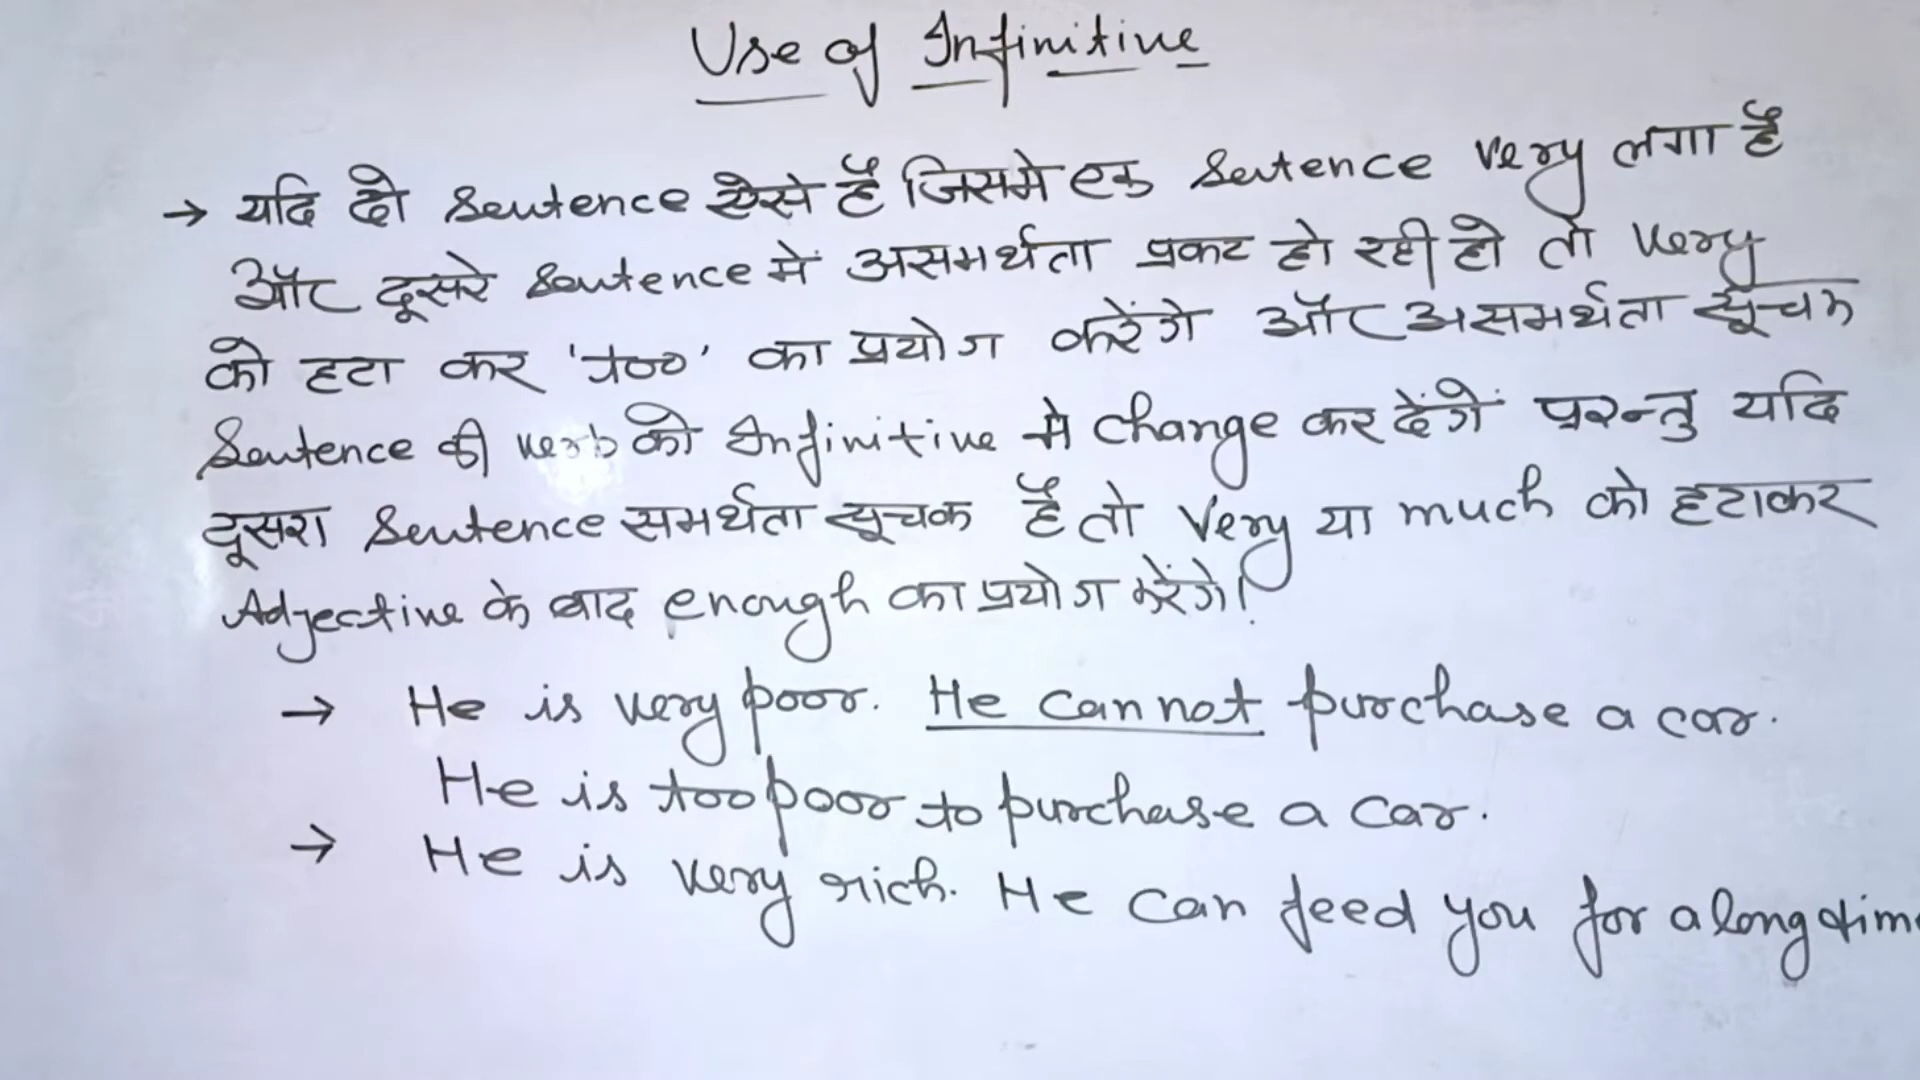 Use of Infinitive
→ यदि दो Sentence ऐसे हैं जिसमे एक Sentence very लगा है
और दूसरे Sentence में असमर्थता प्रकट हो रही हो तो very
को हटा कर 'too' का प्रयोग करेंगे और असमर्थता सूचक
Sentence की verb को Infinitive मे change कर देंगें परन्तु यदि
दूसरा Sentence समर्थता सूचक है तो Very या much को हटाकर
Adjective के बाद enough का प्रयोग करेंगे।
→ He is very poor. He can not purchase a car.
He is too poor to purchase a car.
→ He is very rich. He can feed you for a long time